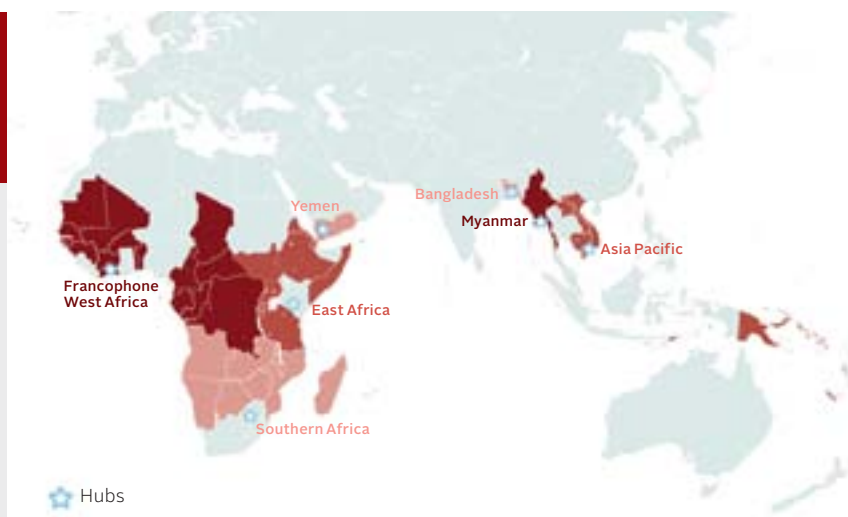 Yemen
Bangladesh
Myanmar
Asia Pacific
Francophone
West Africa
East Africa
Southern Africa
Hubs